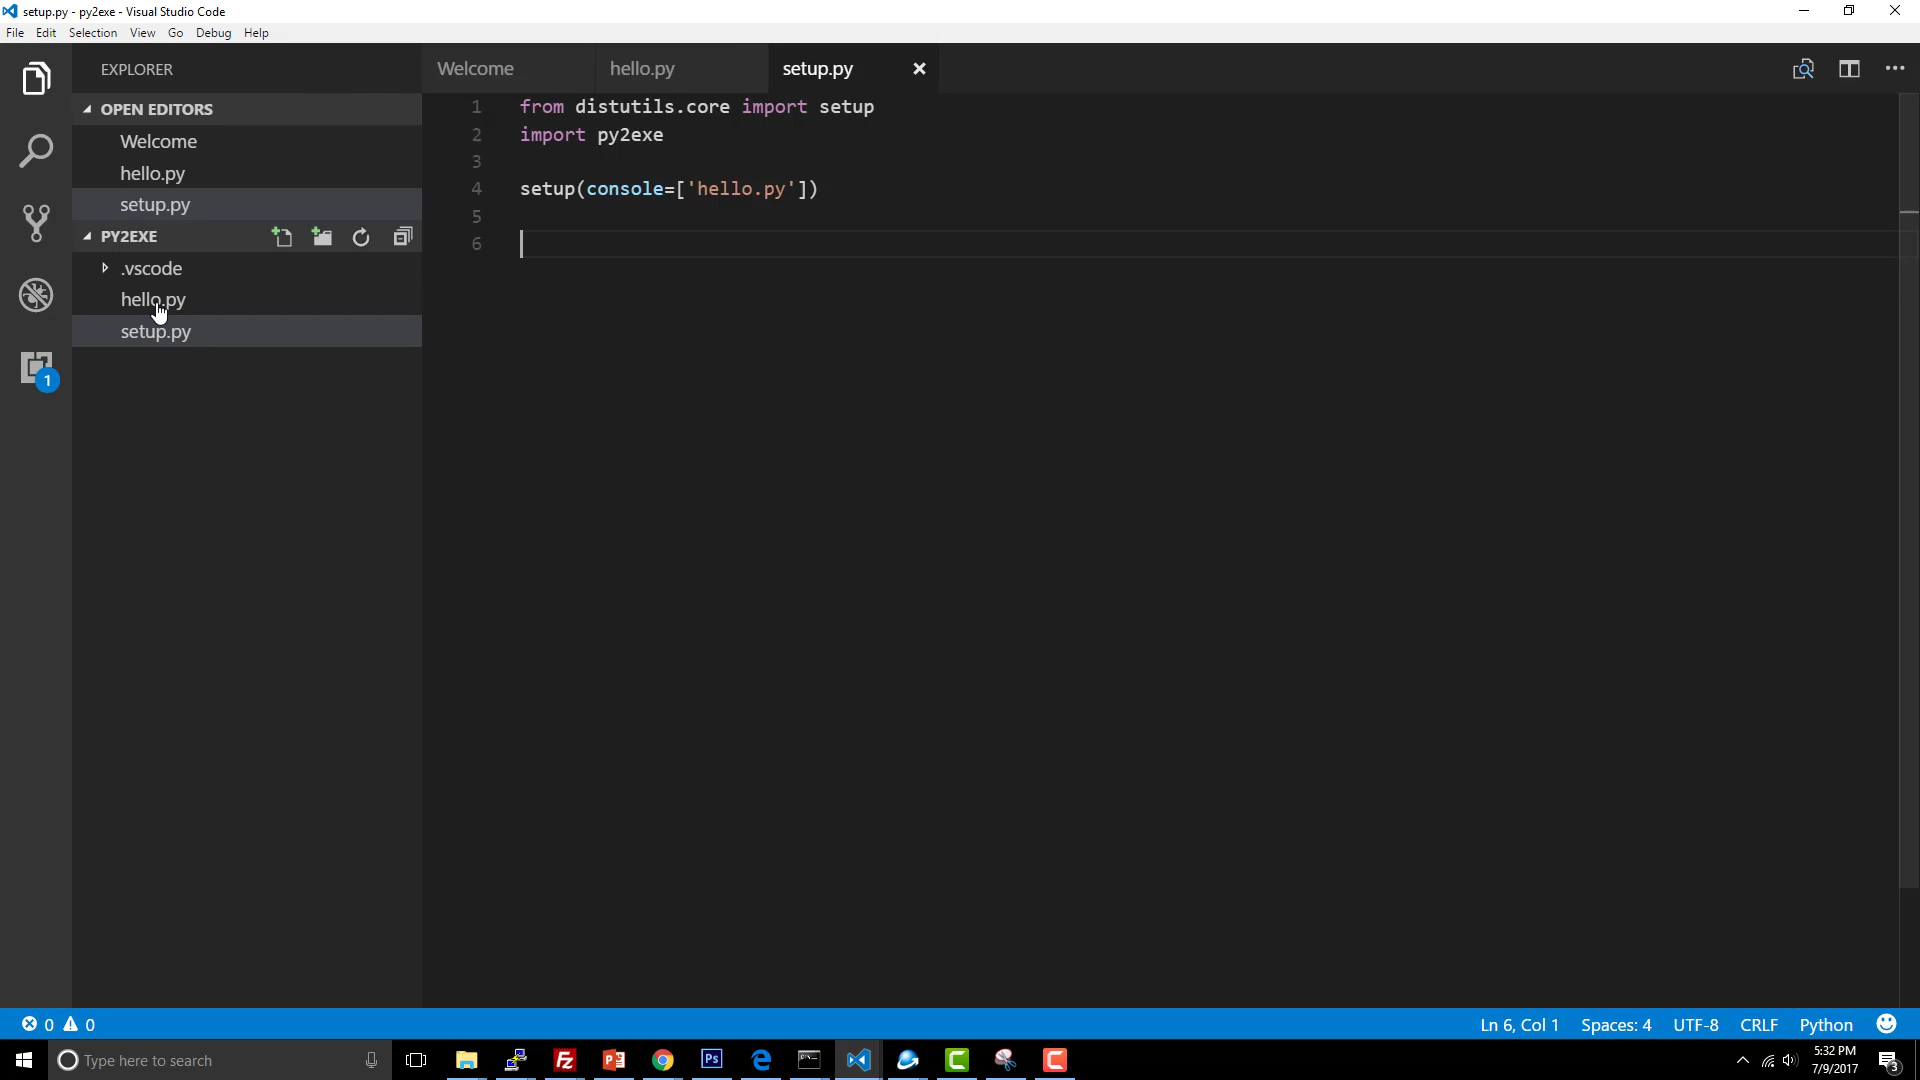 setup.py - py2exe - Visual Studio Code
File Edit Selection View Go Debug Help
EXPLORER
OPEN EDITORS
Welcome
hello.py
setup.py
PY2EXE
.vscode
hello.py
setup.py
1
Welcome hello.py setup.py
1 from distutils.core import setup
2 import py2exe
3
4 setup(console=['hello.py'])
5
6
0 0
Ln 6, Col 1 Spaces: 4 UTF-8 CRLF Python
Type here to search
Ps
5:32 PM
7/9/2017
3